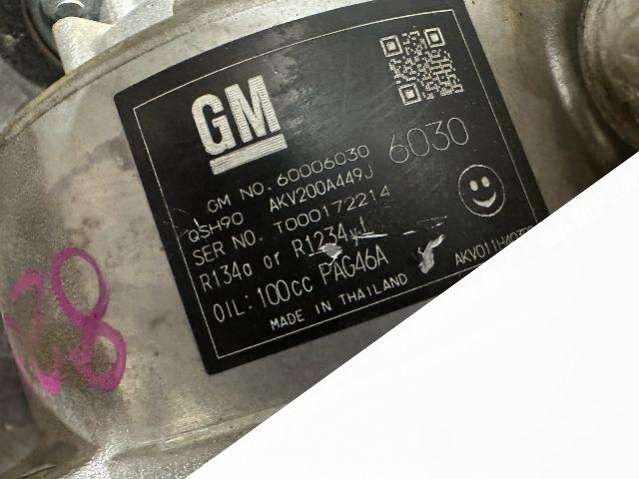 GM
6030
GM NO. 60006030
QSH90 AKV200A449J
SER NO. T000172214
R134a or R1234y
OIL: 100cc PAG46A
MADE IN THAILAND
28